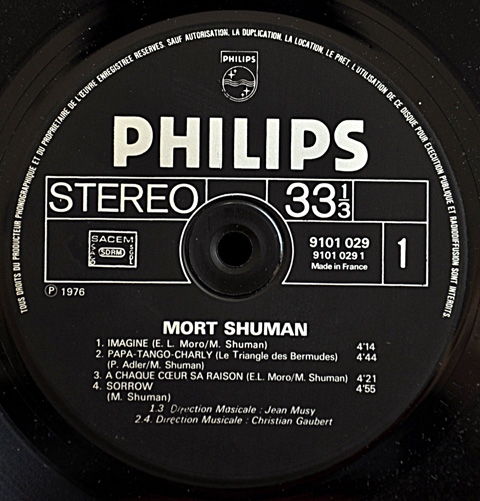 TOUS DROITS DU PRODUCTEUR PHONOGRAPHIQUE ET DU PROPRIETAIRE DE L'ŒUVRE ENREGISTREE RESERVES. SAUF AUTORISATION, LA DUPLICATION, LA LOCATION, LE PRET, L'UTILISATION DE CE DISQUE POUR EXECUTION PUBLIQUE ET RADIODIFFUSION SONT INTERDITS.
PHILIPS
PHILIPS
STEREO
33 1/3
SACEM
SDRM
9101 029
9101 029 1
Made in France
1
Ⓟ 1976
MORT SHUMAN
1. IMAGINE (E. L. Moro/M. Shuman) 4'14
2. PAPA-TANGO-CHARLY (Le Triangle des Bermudes) 4'44
(P. Adler/M. Shuman)
3. A CHAQUE CŒUR SA RAISON (E.L. Moro/M. Shuman) 4'21
4. SORROW 4'55
(M. Shuman)
1.3 Direction Musicale : Jean Musy
2.4. Direction Musicale : Christian Gaubert